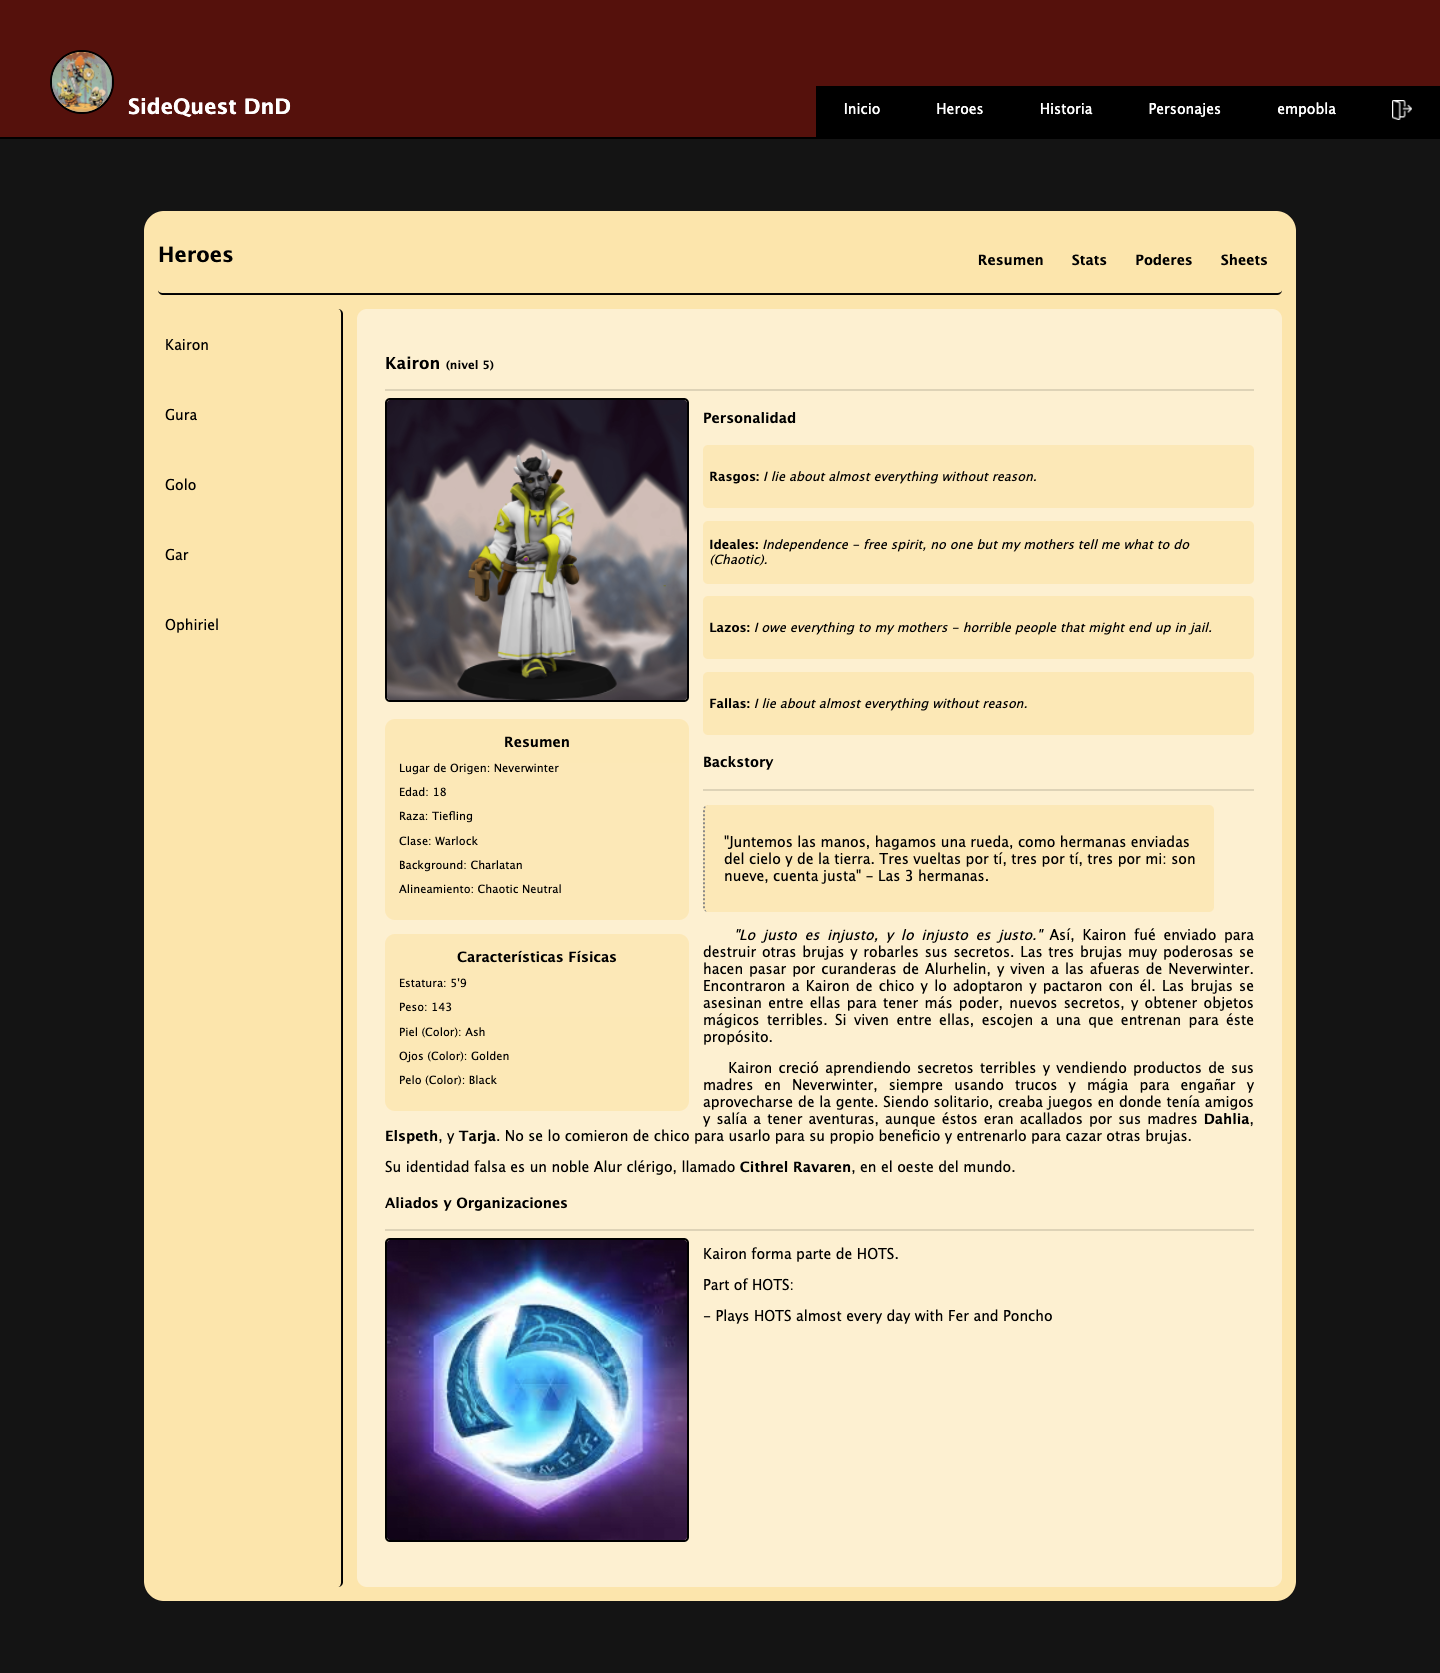 SideQuest DnD
Inicio
Heroes
Historia
Personajes
empobla
Heroes
Resumen
Stats
Poderes
Sheets
Kairon
Gura
Golo
Gar
Ophiriel
Kairon (nivel 5)
Personalidad
Rasgos: I lie about almost everything without reason.
Ideales: Independence - free spirit, no one but my mothers tell me what to do
(Chaotic).
Lazos: I owe everything to my mothers - horrible people that might end up in jail.
Fallas: I lie about almost everything without reason.
Resumen
Lugar de Origen: Neverwinter
Edad: 18
Raza: Tiefling
Clase: Warlock
Background: Charlatan
Alineamiento: Chaotic Neutral
Características Físicas
Estatura: 5'9
Peso: 143
Piel (Color): Ash
Ojos (Color): Golden
Pelo (Color): Black
Backstory
"Juntemos las manos, hagamos una rueda, como hermanas enviadas
del cielo y de la tierra. Tres vueltas por tí, tres por tí, tres por mi: son
nueve, cuenta justa" - Las 3 hermanas.
"Lo justo es injusto, y lo injusto es justo." Así, Kairon fué enviado para
destruir otras brujas y robarles sus secretos. Las tres brujas muy poderosas se
hacen pasar por curanderas de Alurhelin, y viven a las afueras de Neverwinter.
Encontraron a Kairon de chico y lo adoptaron y pactaron con él. Las brujas se
asesinan entre ellas para tener más poder, nuevos secretos, y obtener objetos
mágicos terribles. Si viven entre ellas, escojen a una que entrenan para éste
propósito.
Kairon creció aprendiendo secretos terribles y vendiendo productos de sus
madres en Neverwinter, siempre usando trucos y mágia para engañar y
aprovecharse de la gente. Siendo solitario, creaba juegos en donde tenía amigos
y salía a tener aventuras, aunque éstos eran acallados por sus madres Dahlia,
Elspeth, y Tarja. No se lo comieron de chico para usarlo para su propio beneficio y entrenarlo para cazar otras brujas.
Su identidad falsa es un noble Alur clérigo, llamado Cithrel Ravaren, en el oeste del mundo.
Aliados y Organizaciones
Kairon forma parte de HOTS.
Part of HOTS:
- Plays HOTS almost every day with Fer and Poncho